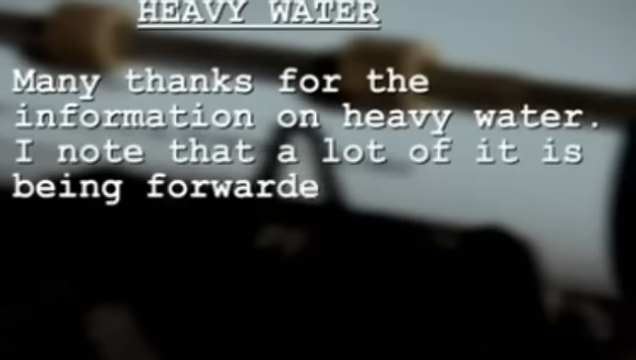 HEAVY WATER
Many thanks for the
information on heavy water.
I note that a lot of it is
being forwarde